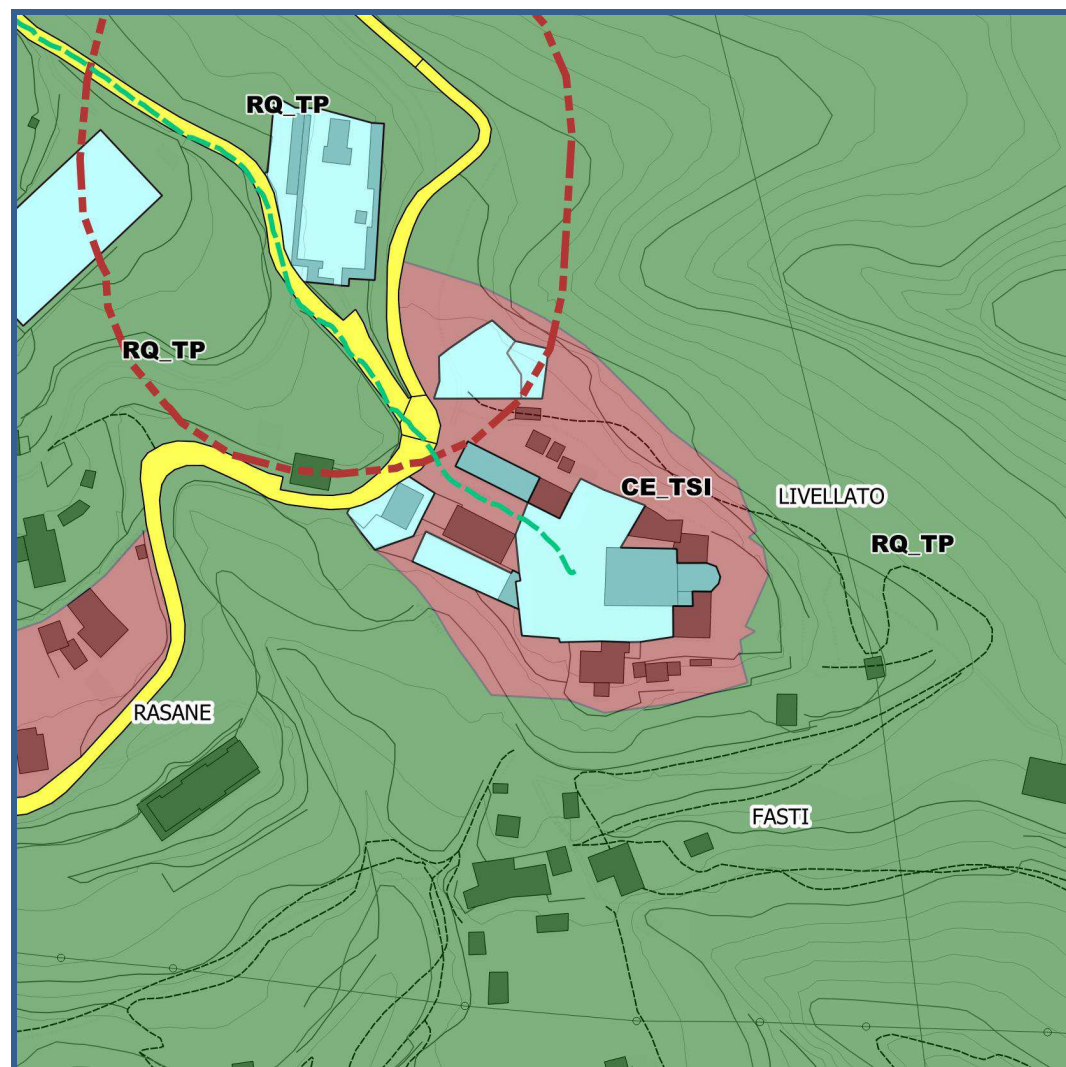 RQ_TP
RQ_TP
CE_TSI
LIVELLATO
RQ_TP
RASANE
FASTI